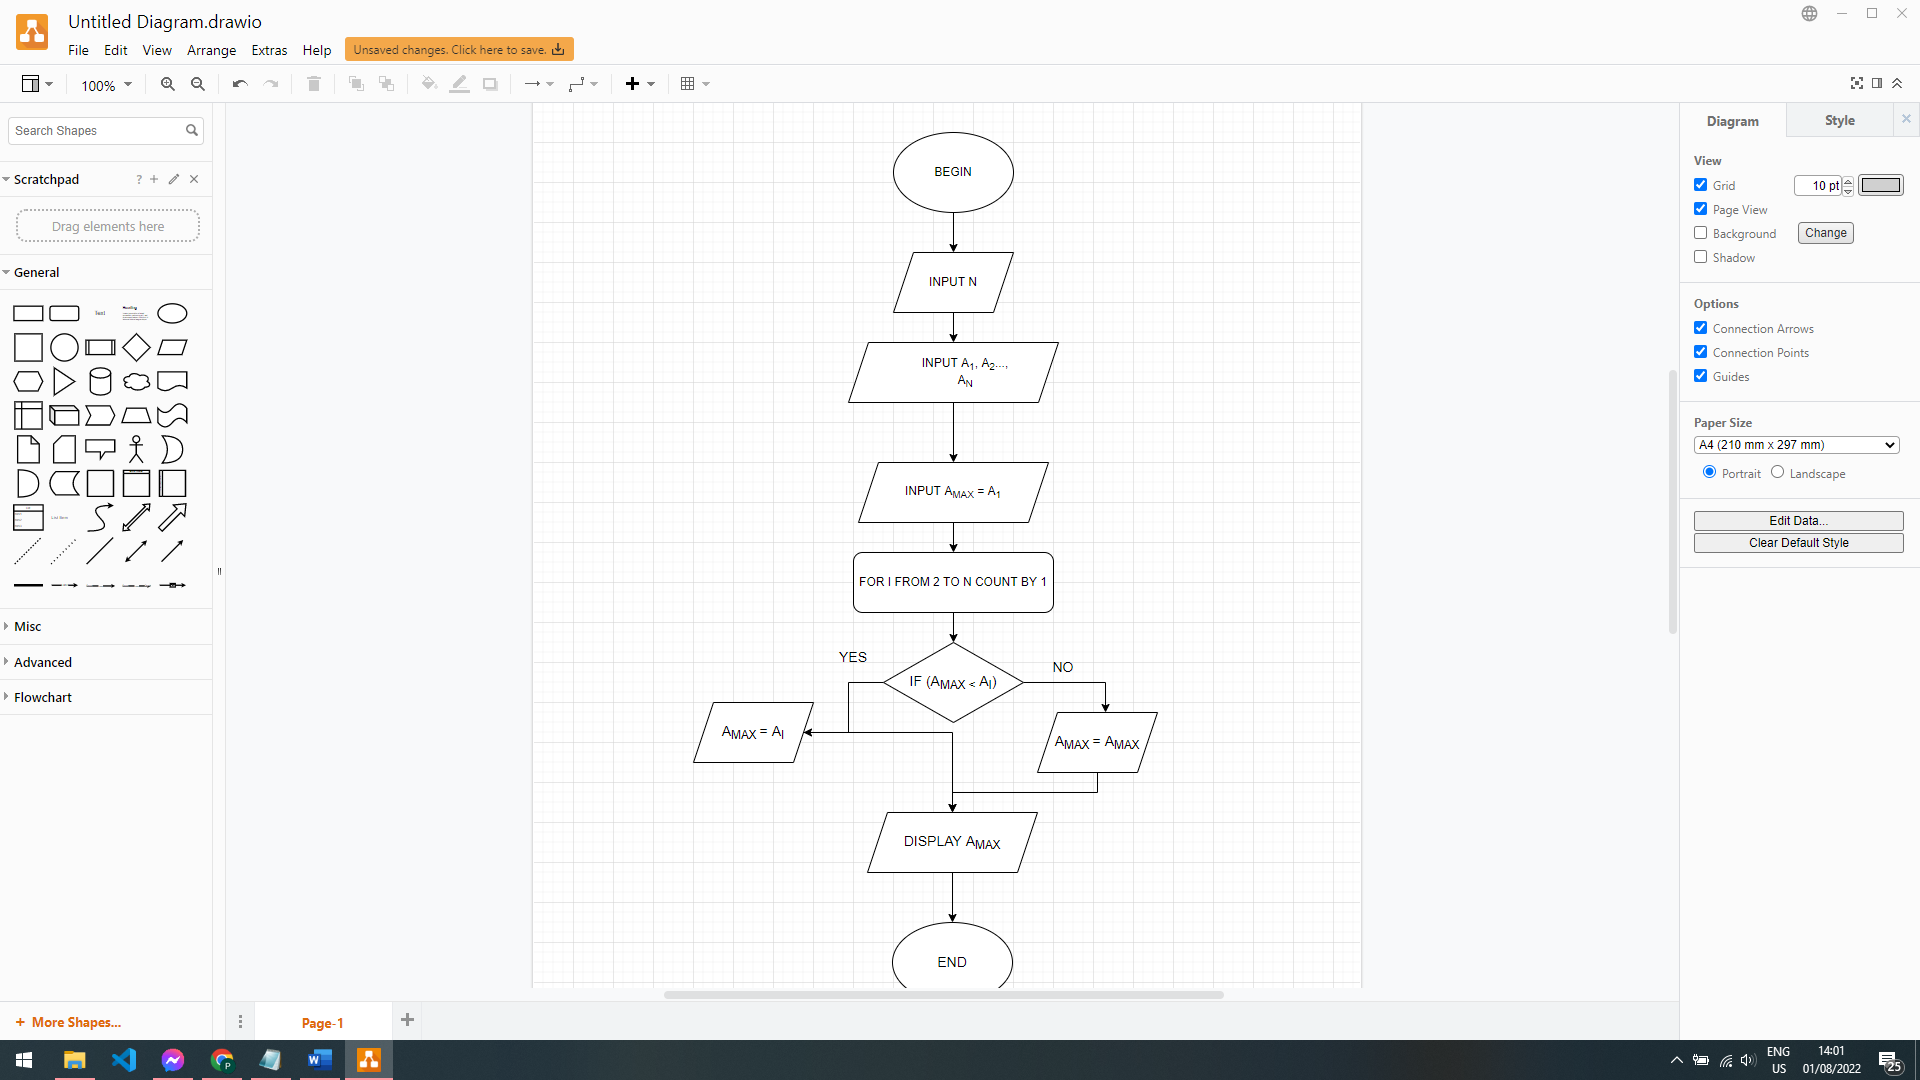 Untitled Diagram.drawio
File Edit View Arrange Extras Help Unsaved changes. Click here to save.
100%
Search Shapes
Scratchpad ?
Drag elements here
General
Text
Heading
Misc
Advanced
Flowchart
+ More Shapes...
BEGIN
INPUT N
INPUT A1, A2...,
AN
INPUT AMAX = A1
FOR I FROM 2 TO N COUNT BY 1
YES
IF (AMAX < AI)
NO
AMAX = AI
AMAX = AMAX
DISPLAY AMAX
END
Page-1
Diagram Style
View
Grid 10 pt
Page View
Background Change
Shadow
Options
Connection Arrows
Connection Points
Guides
Paper Size
A4 (210 mm x 297 mm)
Portrait Landscape
Edit Data...
Clear Default Style
ENG
US
14:01
01/08/2022
25